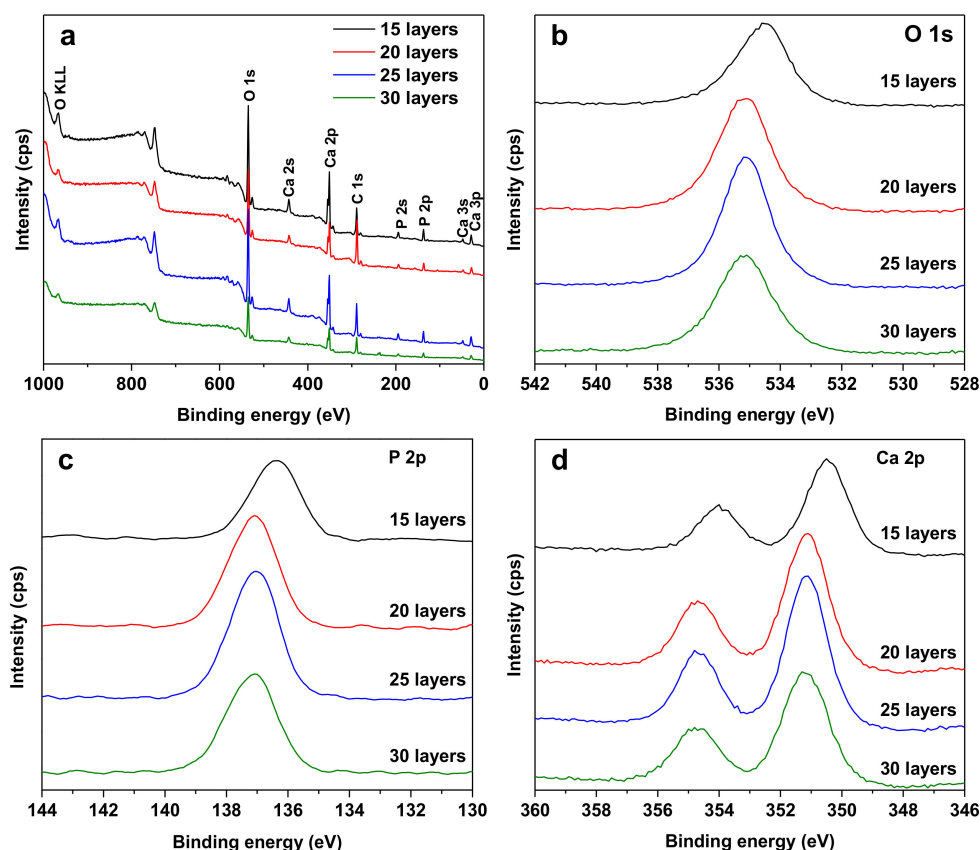 a
15 layers
20 layers
25 layers
30 layers
O KLL
O 1s
Ca 2s
Ca 2p
C 1s
P 2s
P 2p
Ca 3s
Ca 3p
Intensity (cps)
1000 800 600 400 200 0
Binding energy (eV)
b
O 1s
15 layers
20 layers
25 layers
30 layers
Intensity (cps)
542 540 538 536 534 532 530 528
Binding energy (eV)
c
P 2p
15 layers
20 layers
25 layers
30 layers
Intensity (cps)
144 142 140 138 136 134 132 130
Binding energy (eV)
d
Ca 2p
15 layers
20 layers
25 layers
30 layers
Intensity (cps)
360 358 356 354 352 350 348 346
Binding energy (eV)